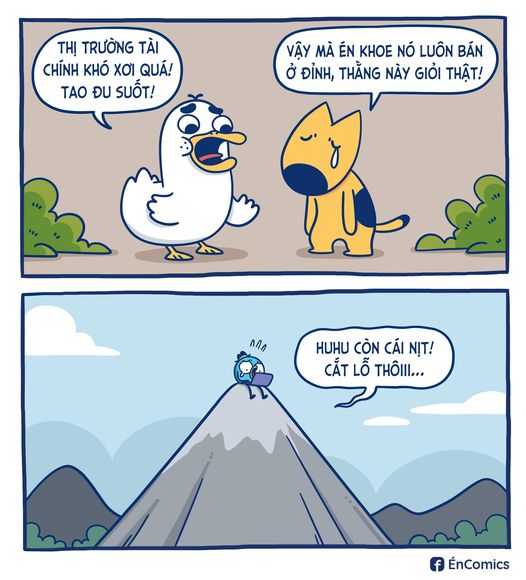 THỊ TRƯỜNG TÀI
CHÍNH KHÓ XƠI QUÁ!
TAO ĐU SUỐT!
VẬY MÀ ÉN KHOE NÓ LUÔN BÁN
Ở ĐỈNH, THẰNG NÀY GIỎI THẬT!
HUHU CÒN CÁI NỊT!
CẮT LỖ THÔIII...
ÉnComics